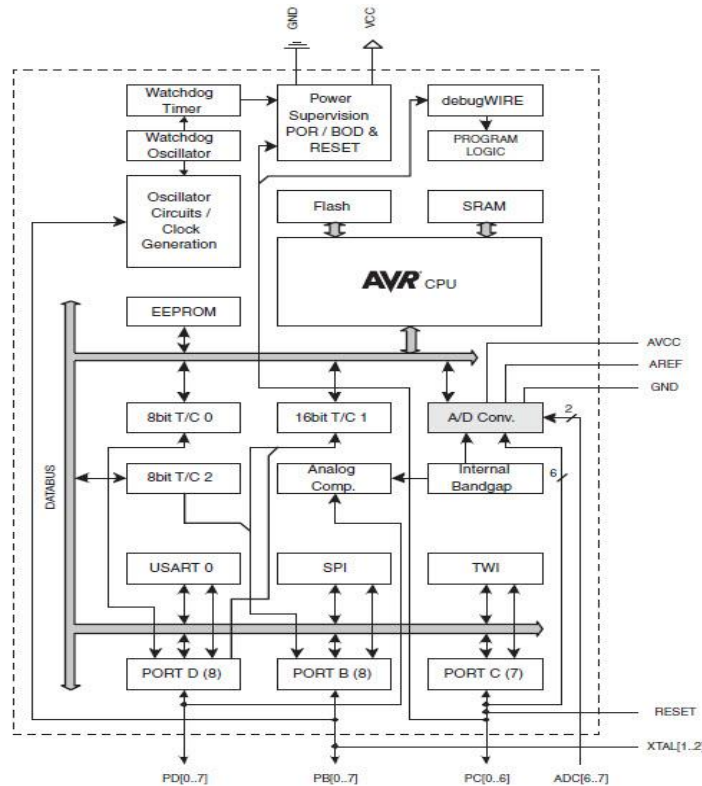 GND
VCC
Watchdog
Timer
Power
Supervision
POR / BOD &
RESET
debugWIRE
Watchdog
Oscillator
PROGRAM
LOGIC
Oscillator
Circuits /
Clock
Generation
Flash
SRAM
AVR CPU
EEPROM
AVCC
AREF
GND
8bit T/C 0
16bit T/C 1
A/D Conv.
2
DATABUS
8bit T/C 2
Analog
Comp.
Internal
Bandgap
6
USART 0
SPI
TWI
PORT D (8)
PORT B (8)
PORT C (7)
RESET
XTAL[1..2]
PD[0..7]
PB[0..7]
PC[0..6]
ADC[6..7]